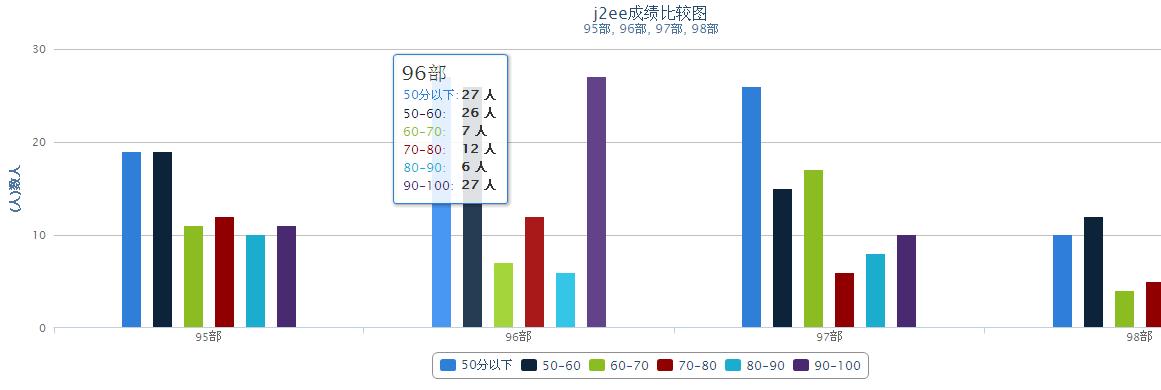 j2ee成绩比较图
95部, 96部, 97部, 98部
30
20
10
0
(人)数人
96部
50分以下: 27 人
50-60: 26 人
60-70: 7 人
70-80: 12 人
80-90: 6 人
90-100: 27 人
95部
96部
97部
98部
50分以下
50-60
60-70
70-80
80-90
90-100